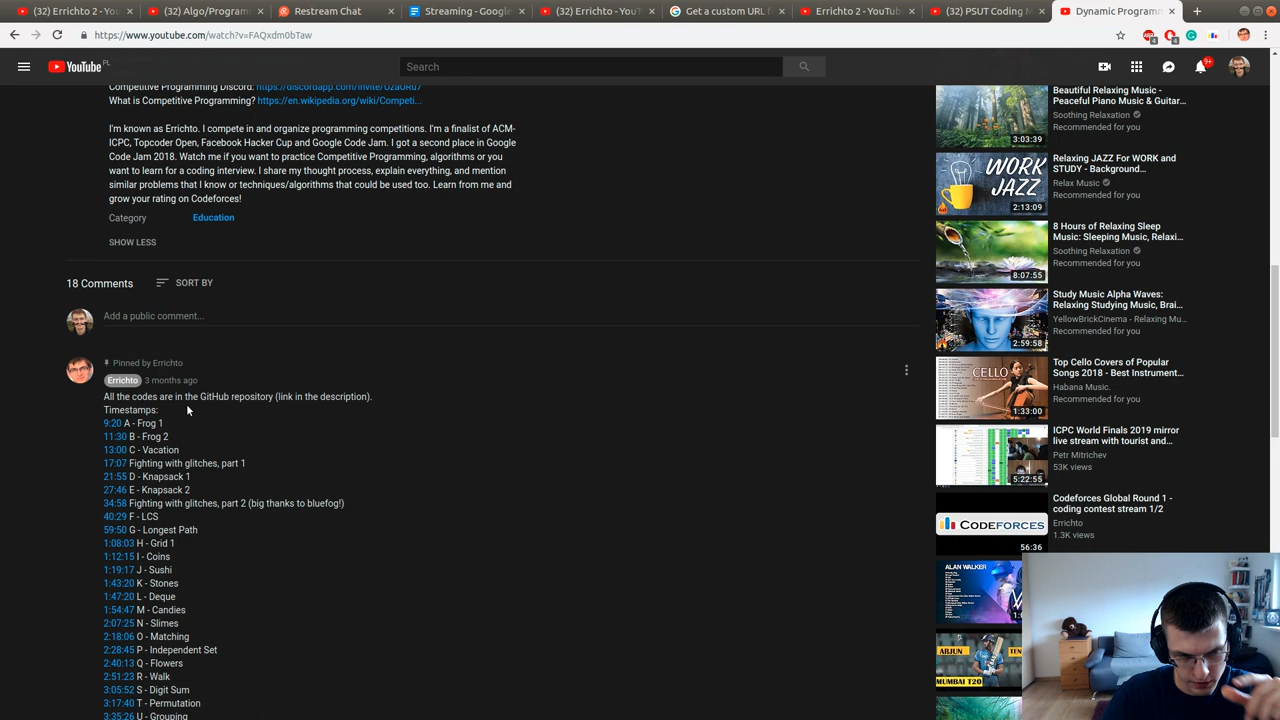 (32) Errichto 2 - YouT
(32) Algo/Program
Restream Chat
Streaming - Google
(32) Errichto - YouT
Get a custom URL f
Errichto 2 - YouTub
(32) PSUT Coding M
Dynamic Programm
https://www.youtube.com/watch?v=FAQxdm0bTaw
YouTube PL
Search
9+
Competitive Programming Discord:
What is Competitive Programming? https://en.wikipedia.org/wiki/Competi...
I'm known as Errichto. I compete in and organize programming competitions. I'm a finalist of ACM-
ICPC, Topcoder Open, Facebook Hacker Cup and Google Code Jam. I got a second place in Google
Code Jam 2018. Watch me if you want to practice Competitive Programming, algorithms or you
want to learn for a coding interview. I share my thought process, explain everything, and mention
similar problems that I know or techniques/algorithms that could be used too. Learn from me and
grow your rating on Codeforces!
Category Education
SHOW LESS
18 Comments SORT BY
Add a public comment...
Pinned by Errichto
Errichto 3 months ago
All the codes are in the GitHub repository (link in the description).
Timestamps:
9:20 A - Frog 1
11:30 B - Frog 2
13:00 C - Vacation
17:07 Fighting with glitches, part 1
21:55 D - Knapsack 1
27:46 E - Knapsack 2
34:58 Fighting with glitches, part 2 (big thanks to bluefog!)
40:29 F - LCS
59:50 G - Longest Path
1:08:03 H - Grid 1
1:12:15 I - Coins
1:19:17 J - Sushi
1:43:20 K - Stones
1:47:20 L - Deque
1:54:47 M - Candies
2:07:25 N - Slimes
2:18:06 O - Matching
2:28:45 P - Independent Set
2:40:13 Q - Flowers
2:51:23 R - Walk
3:05:52 S - Digit Sum
3:17:40 T - Permutation
3:35:26 U - Grouping
Beautiful Relaxing Music -
Peaceful Piano Music & Guitar...
Soothing Relaxation
Recommended for you
3:03:39
Relaxing JAZZ For WORK and
STUDY - Background...
Relax Music
Recommended for you
WORK
JAZZ
2:13:09
8 Hours of Relaxing Sleep
Music: Sleeping Music, Relaxi...
Soothing Relaxation
Recommended for you
8:07:55
Study Music Alpha Waves:
Relaxing Studying Music, Brai...
YellowBrickCinema - Relaxing Mu...
Recommended for you
2:59:58
Top Cello Covers of Popular
Songs 2018 - Best Instrument...
Habana Music.
Recommended for you
CELLO
1:33:00
ICPC World Finals 2019 mirror
live stream with tourist and...
Petr Mitrichev
53K views
5:22:55
Codeforces Global Round 1 -
coding contest stream 1/2
Errichto
1.3K views
CODEFORCES
56:36
ALAN WALKER
ARJUN
TEN
MUMBAI T20